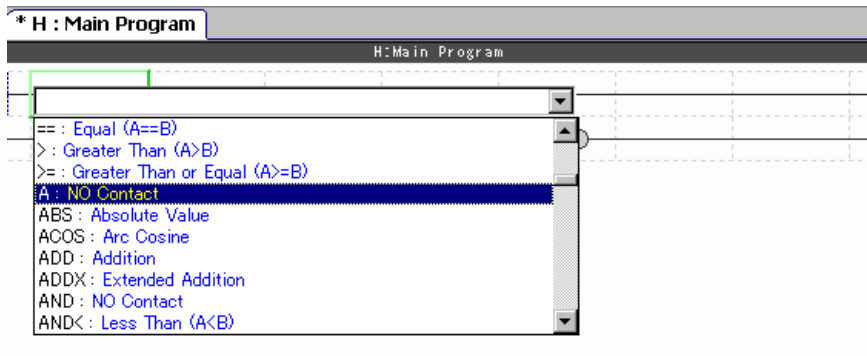 * H : Main Program
H:Main Program
== : Equal (A==B)
> : Greater Than (A>B)
>= : Greater Than or Equal (A>=B)
A : NO Contact
ABS : Absolute Value
ACOS : Arc Cosine
ADD : Addition
ADDX : Extended Addition
AND : NO Contact
AND< : Less Than (A<B)